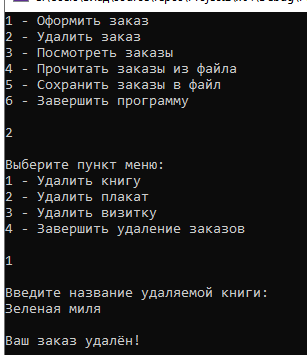 1 - Оформить заказ
2 - Удалить заказ
3 - Посмотреть заказы
4 - Прочитать заказы из файла
5 - Сохранить заказы в файл
6 - Завершить программу
2
Выберите пункт меню:
1 - Удалить книгу
2 - Удалить плакат
3 - Удалить визитку
4 - Завершить удаление заказов
1
Введите название удаляемой книги:
Зеленая миля
Ваш заказ удалён!